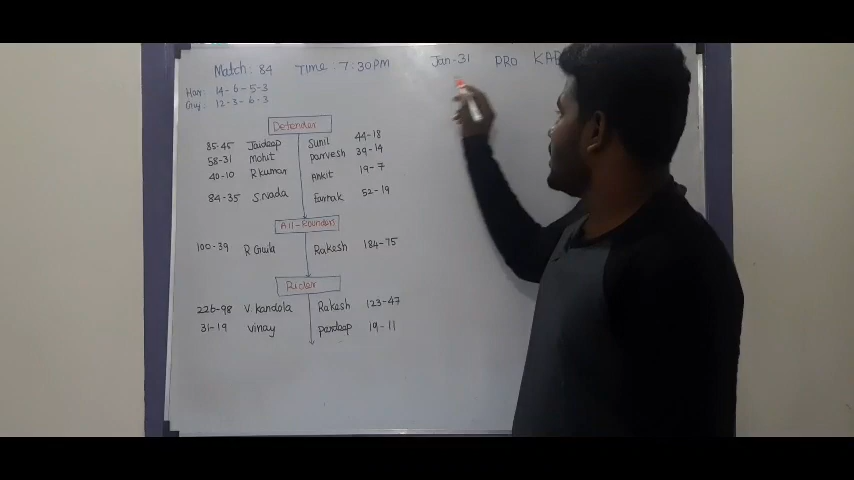 Match: 84 Time: 7:30PM Jan-31 PRO KAB
Har: 14-6-5-3
Guj: 12-3-6-3
Defender
85-45 Jaideep Sunil 44-18
58-31 Mohit parvesh 39-14
40-10 R kumar Ankit 19-7
84-35 S.Nada 52-19
All-Rounder
100-39 R Gulia Rakesh 184-75
Rider
226-98 V. Kandola Rakesh 123-47
31-19 vinay pardeep 19-11